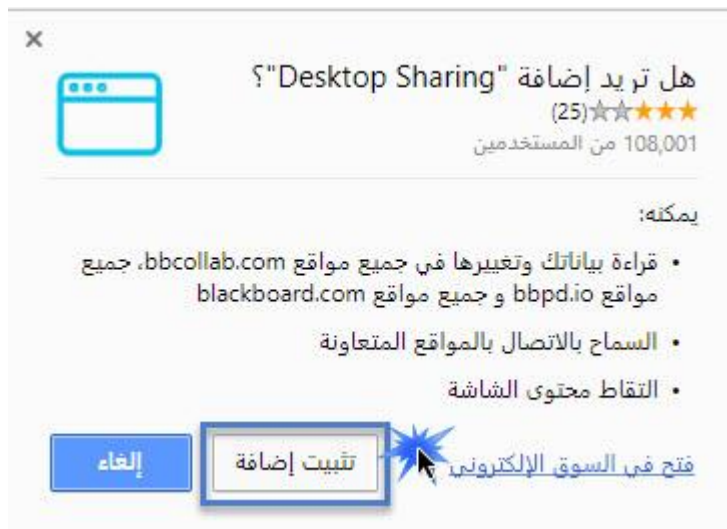 هل تريد إضافة "Desktop Sharing"؟
(25)
108,001 من المستخدمين
يمكنه:
• قراءة بياناتك وتغييرها في جميع مواقع bbcollab.com، جميع
مواقع bbpd.io و جميع مواقع blackboard.com
• السماح بالاتصال بالمواقع المتعاونة
• التقاط محتوى الشاشة
فتح في السوق الإلكتروني
تثبيت إضافة
إلغاء